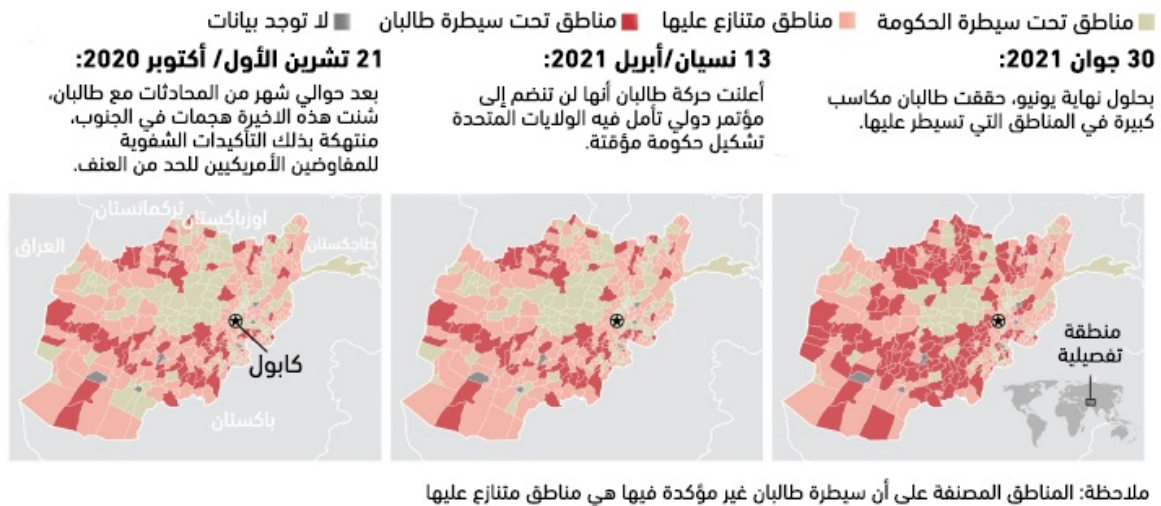 مناطق تحت سيطرة الحكومة
مناطق متنازع عليها
مناطق تحت سيطرة طالبان
لا توجد بيانات
30 جوان 2021:
بحلول نهاية يونيو، حققت طالبان مكاسب
كبيرة في المناطق التي تسيطر عليها.
13 نسيان/أبريل 2021:
أعلنت حركة طالبان أنها لن تنضم إلى
مؤتمر دولي تأمل فيه الولايات المتحدة
تشكيل حكومة مؤقتة.
21 تشرين الأول/ أكتوبر 2020:
بعد حوالي شهر من المحادثات مع طالبان،
شنت هذه الاخيرة هجمات في الجنوب،
منتهكة بذلك التأكيدات الشفوية
للمفاوضين الأمريكيين للحد من العنف.
منطقة
تفصيلية
تركمانستان
اوزباكستان
طاجكستان
العراق
كابول
باكستان
ملاحظة: المناطق المصنفة على أن سيطرة طالبان غير مؤكدة فيها هي مناطق متنازع عليها